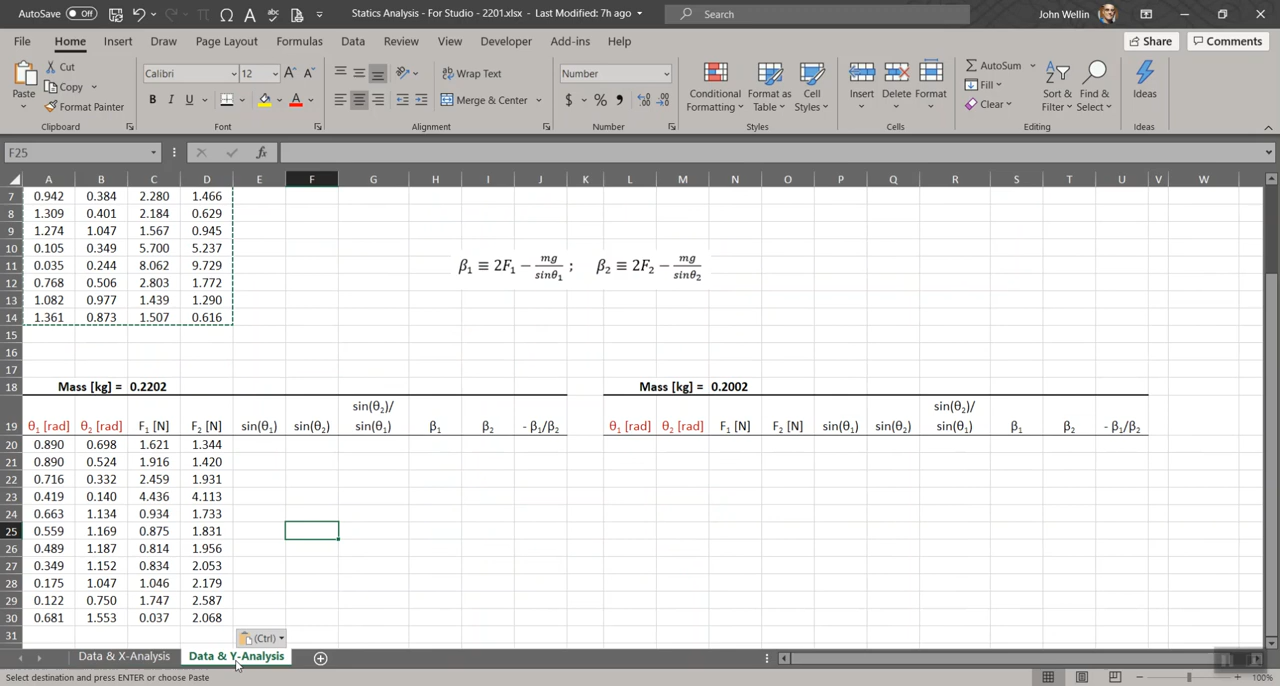 AutoSave Off Statics Analysis - For Studio - 2201.xlsx - Last Modified: 7h ago Search John Wellin
File Home Insert Draw Page Layout Formulas Data Review View Developer Add-ins Help Share Comments
Paste Cut Copy Format Painter Clipboard
Calibri 12 B I U A Font
Wrap Text Merge & Center Alignment
Number $ % Number
Conditional Formatting Format as Table Cell Styles Styles
Insert Delete Format Cells
AutoSum Fill Clear Sort & Filter Find & Select Editing
Ideas Ideas
F25 fx
A B C D E F G H I J K L M N O P Q R S T U V W
7 0.942 0.384 2.280 1.466
8 1.309 0.401 2.184 0.629
9 1.274 1.047 1.567 0.945
10 0.105 0.349 5.700 5.237
11 0.035 0.244 8.062 9.729
12 0.768 0.506 2.803 1.772
13 1.082 0.977 1.439 1.290
14 1.361 0.873 1.507 0.616
β₁ ≡ 2F₁ − mg/sinθ₁ ; β₂ ≡ 2F₂ − mg/sinθ₂
15
16
17
18 Mass [kg] = 0.2202 Mass [kg] = 0.2002
19 θ₁ [rad] θ₂ [rad] F₁ [N] F₂ [N] sin(θ₁) sin(θ₂) sin(θ₂)/ sin(θ₁) β₁ β₂ - β₁/β₂ θ₁ [rad] θ₂ [rad] F₁ [N] F₂ [N] sin(θ₁) sin(θ₂) sin(θ₂)/ sin(θ₁) β₁ β₂ - β₁/β₂
20 0.890 0.698 1.621 1.344
21 0.890 0.524 1.916 1.420
22 0.716 0.332 2.459 1.931
23 0.419 0.140 4.436 4.113
24 0.663 1.134 0.934 1.733
25 0.559 1.169 0.875 1.831
26 0.489 1.187 0.814 1.956
27 0.349 1.152 0.834 2.053
28 0.175 1.047 1.046 2.179
29 0.122 0.750 1.747 2.587
30 0.681 1.553 0.037 2.068
31 (Ctrl)
Data & X-Analysis Data & Y-Analysis
Select destination and press ENTER or choose Paste 100%